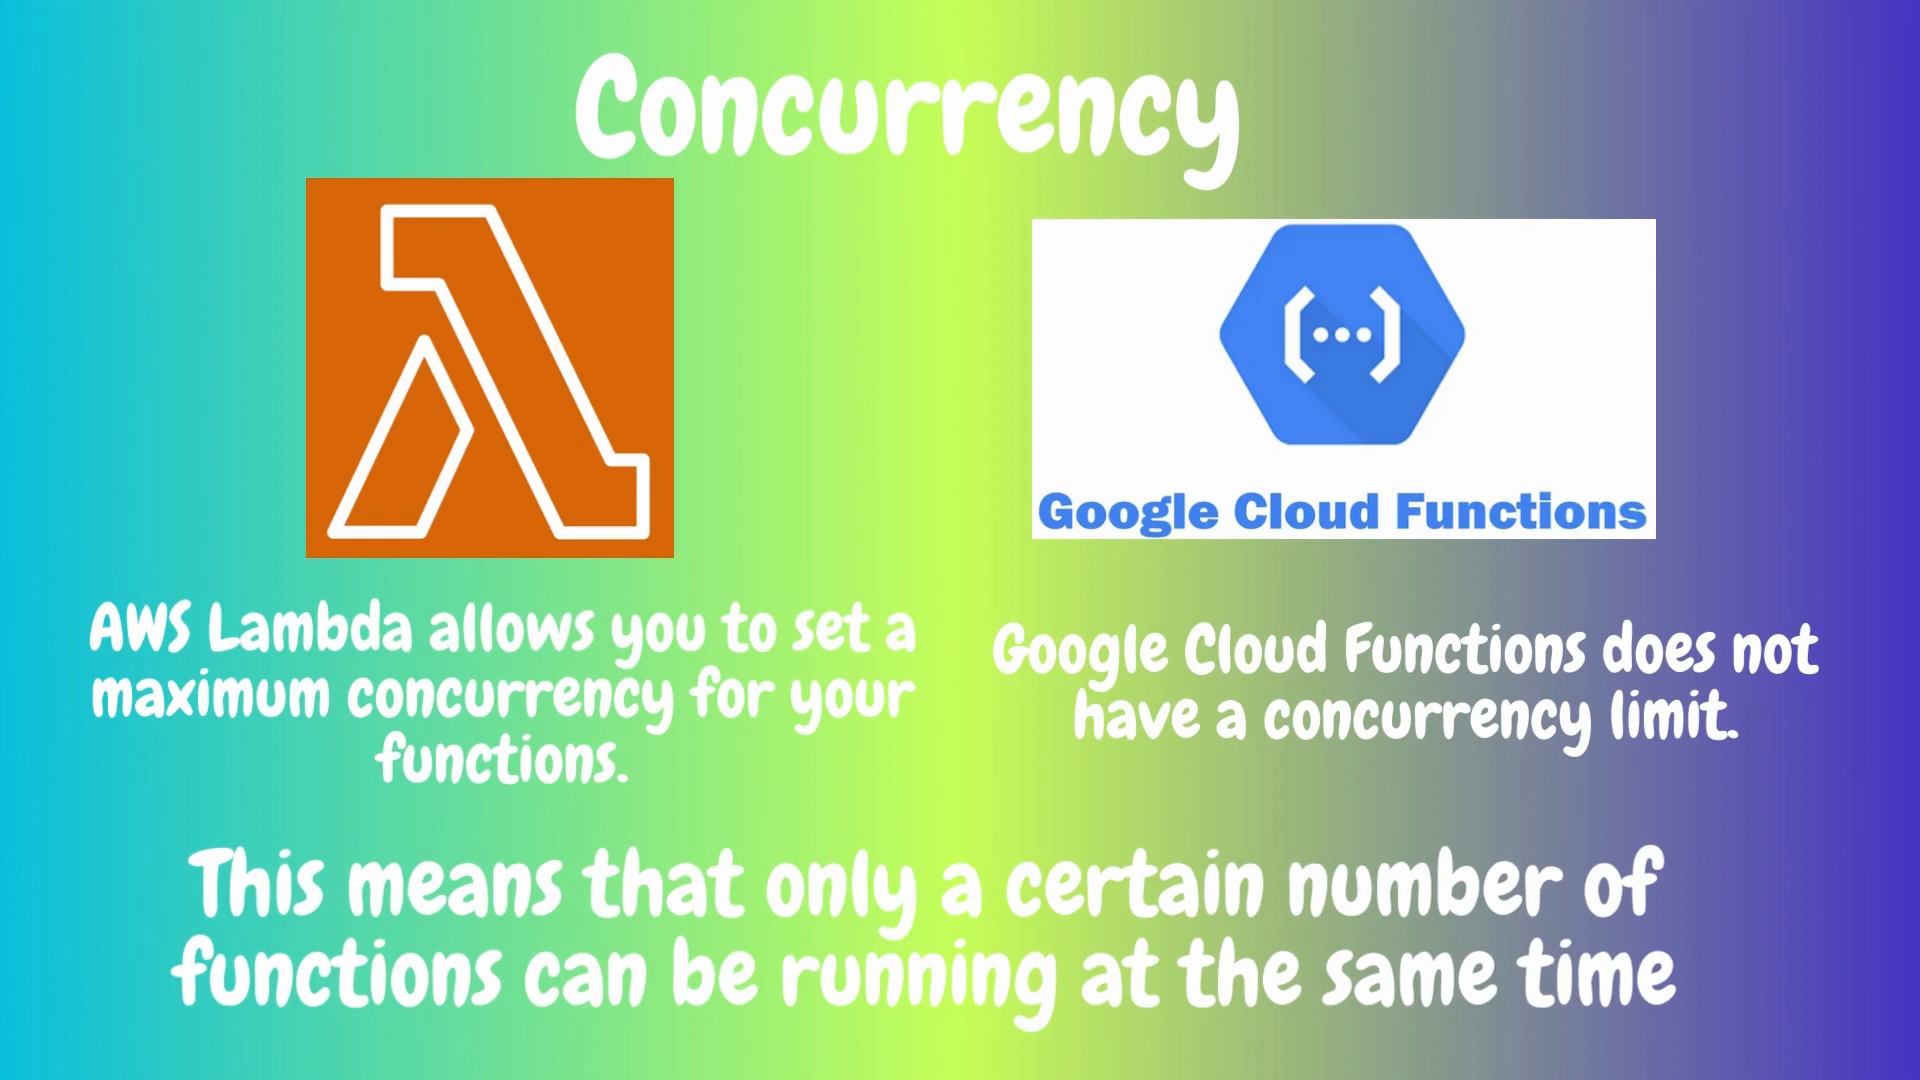 Concurrency
Google Cloud Functions
AWS Lambda allows you to set a
maximum concurrency for your
functions.
Google Cloud Functions does not
have a concurrency limit.
This means that only a certain number of
functions can be running at the same time